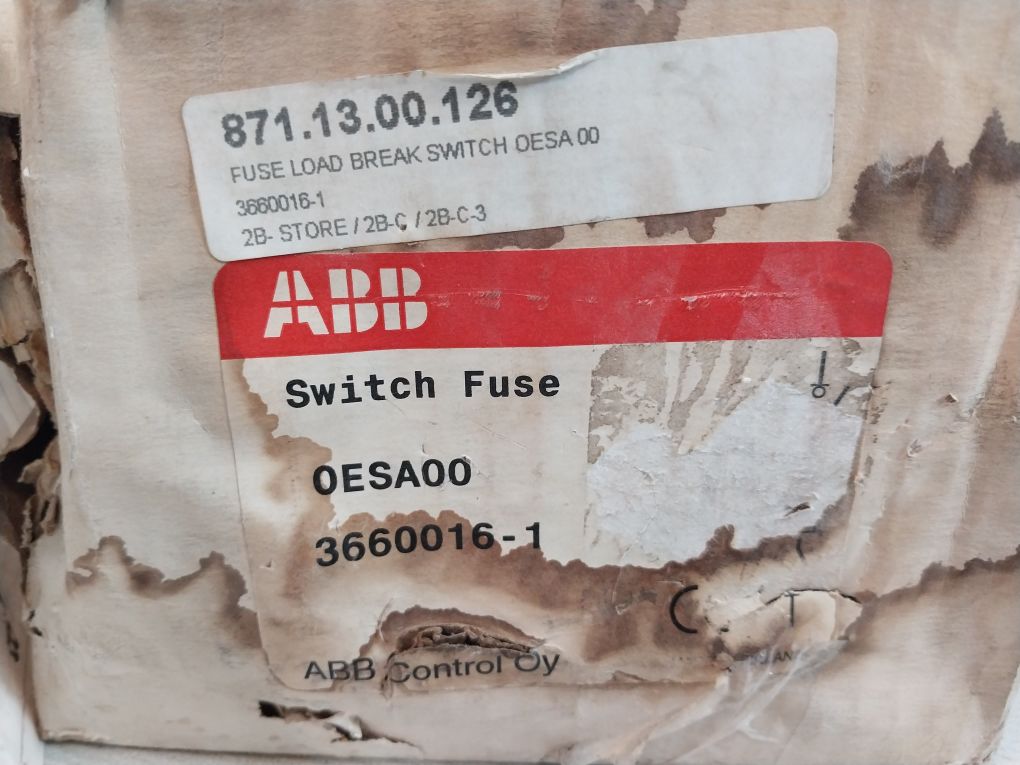 871.13.00.126
FUSE LOAD BREAK SWITCH OESA 00
3660016-1
2B- STORE / 2B-C / 2B-C-3
ABB
Switch Fuse
OESA00
3660016-1
ABB Control Oy